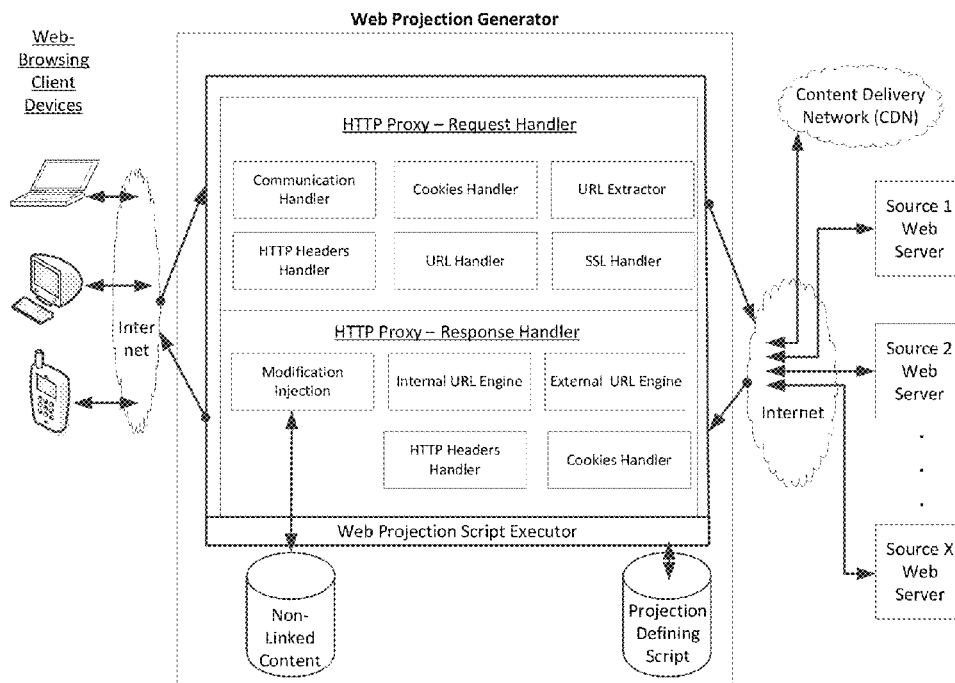 Web Projection Generator
Web-
Browsing
Client
Devices
Inter
net
HTTP Proxy – Request Handler
Communication
Handler
Cookies Handler
URL Extractor
HTTP Headers
Handler
URL Handler
SSL Handler
HTTP Proxy – Response Handler
Modification
Injection
Internal URL Engine
External URL Engine
HTTP Headers
Handler
Cookies Handler
Web Projection Script Executor
Non-
Linked
Content
Projection
Defining
Script
Internet
Content Delivery
Network (CDN)
Source 1
Web
Server
Source 2
Web
Server
Source X
Web
Server